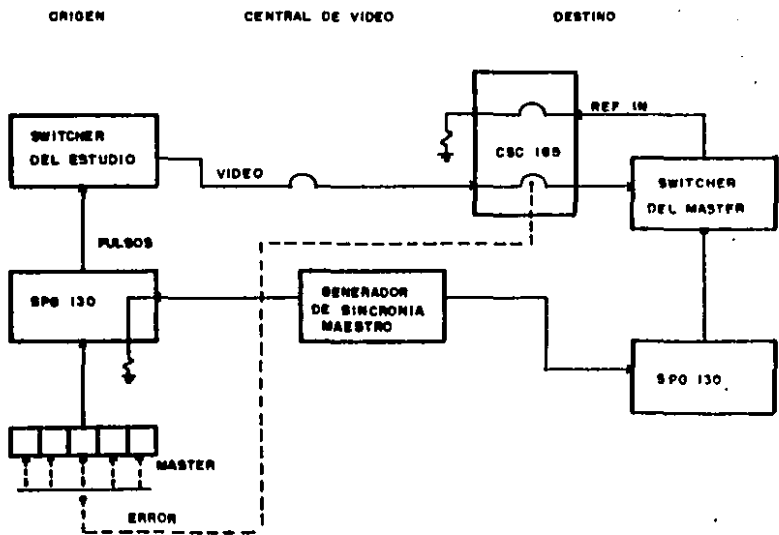 ORIGEN
CENTRAL DE VIDEO
DESTINO
SWITCHER
DEL ESTUDIO
VIDEO
REF IN
CSC 165
SWITCHER
DEL MASTER
PULSOS
SPG 130
GENERADOR
DE SINCRONIA
MAESTRO
SPG 130
MASTER
ERROR